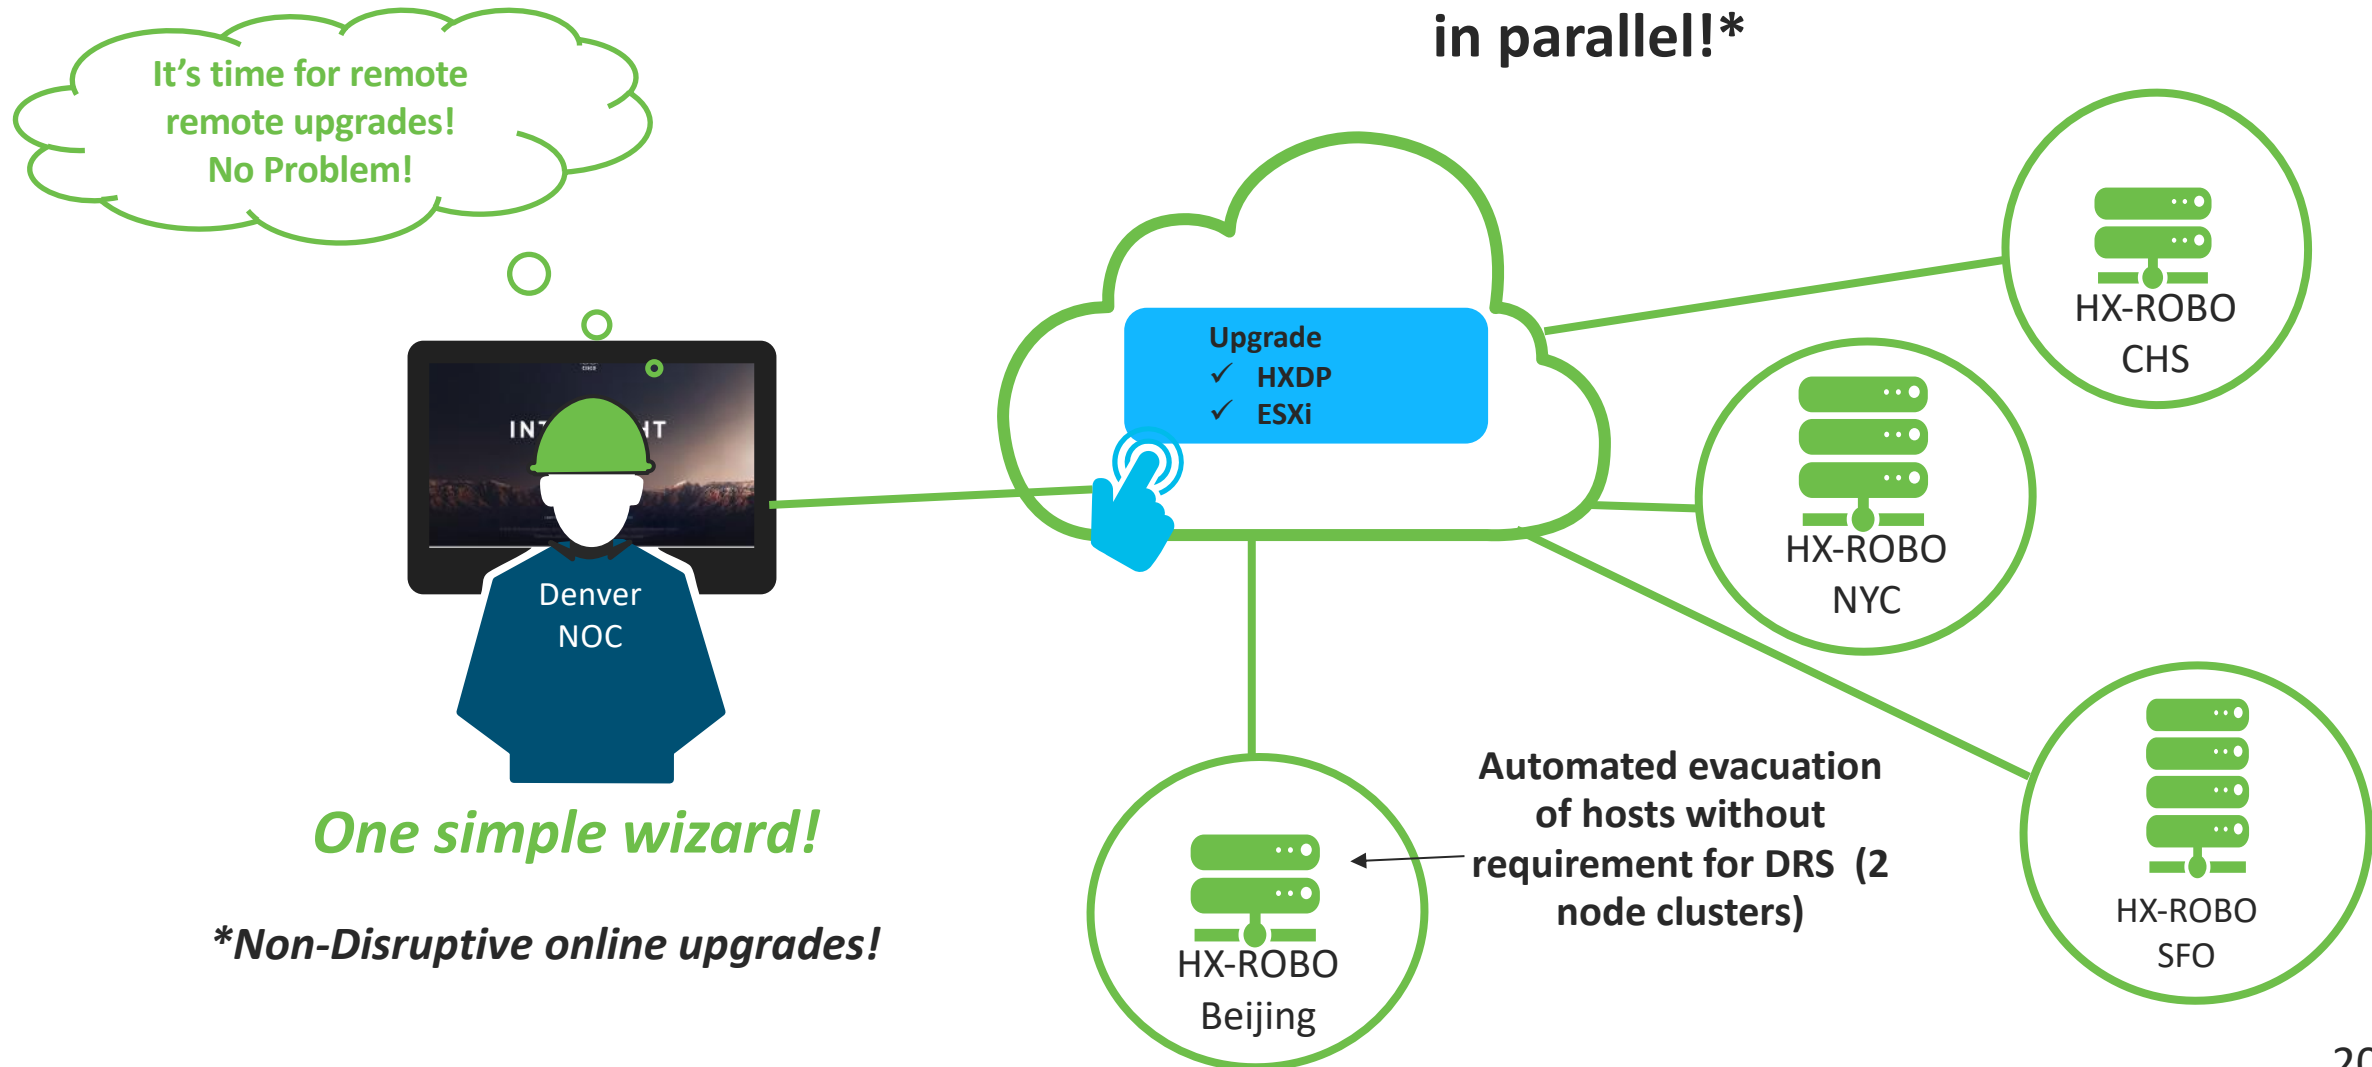 in parallel!*
It's time for remote
remote upgrades!
No Problem!
Upgrade
✓ HXDP
✓ ESXi
HX-ROBO
CHS
HX-ROBO
NYC
HX-ROBO
SFO
CISCO
Denver
NOC
One simple wizard!
*Non-Disruptive online upgrades!
Automated evacuation
of hosts without
requirement for DRS (2
node clusters)
HX-ROBO
Beijing